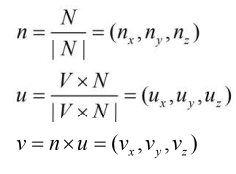 n = N / |N| = (n_x, n_y, n_z)
u = V × N / |V × N| = (u_x, u_y, u_z)
v = n × u = (v_x, v_y, v_z)